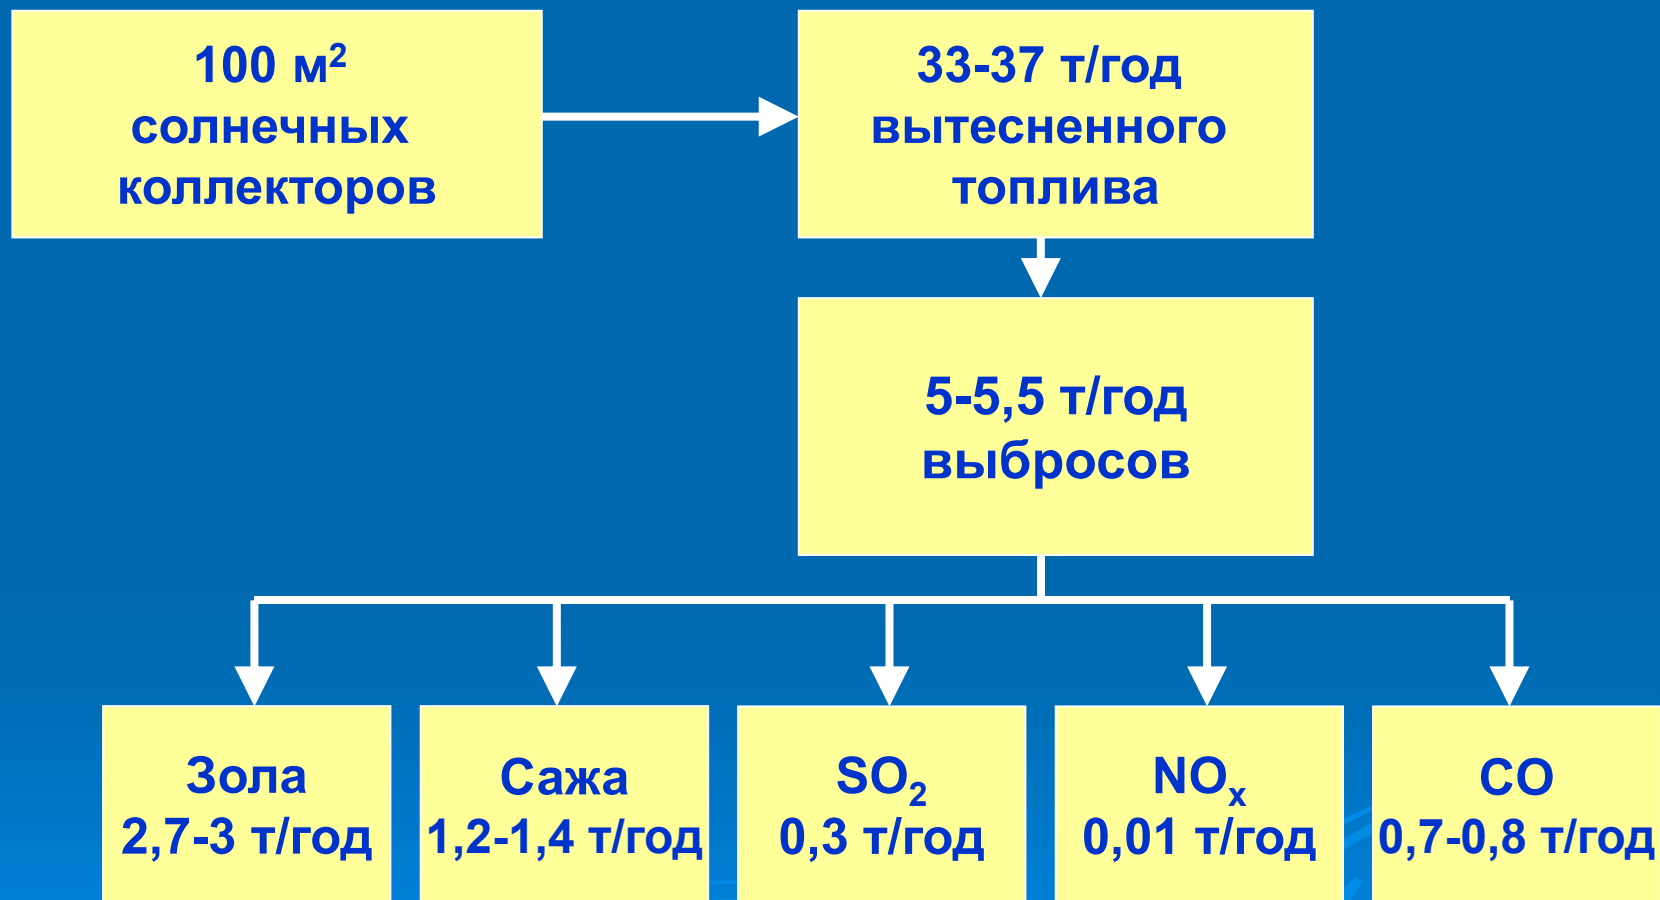 100 м²
солнечных
коллекторов
33-37 т/год
вытесненного
топлива
5-5,5 т/год
выбросов
Зола
2,7-3 т/год
Сажа
1,2-1,4 т/год
SO₂
0,3 т/год
NOₓ
0,01 т/год
CO
0,7-0,8 т/год